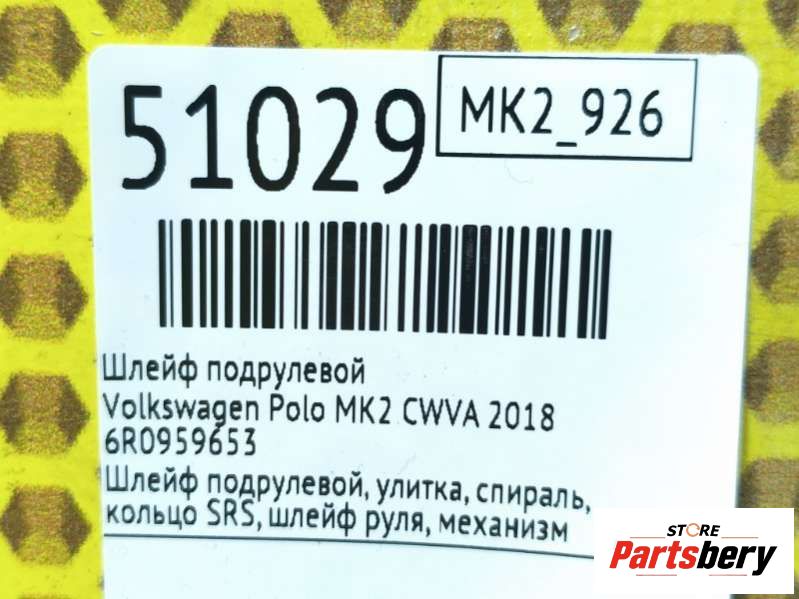 51029
MK2_926
Шлейф подрулевой
Volkswagen Polo MK2 CWVA 2018
6R0959653
Шлейф подрулевой, улитка, спираль,
кольцо SRS, шлейф руля, механизм
STORE
Partsbery